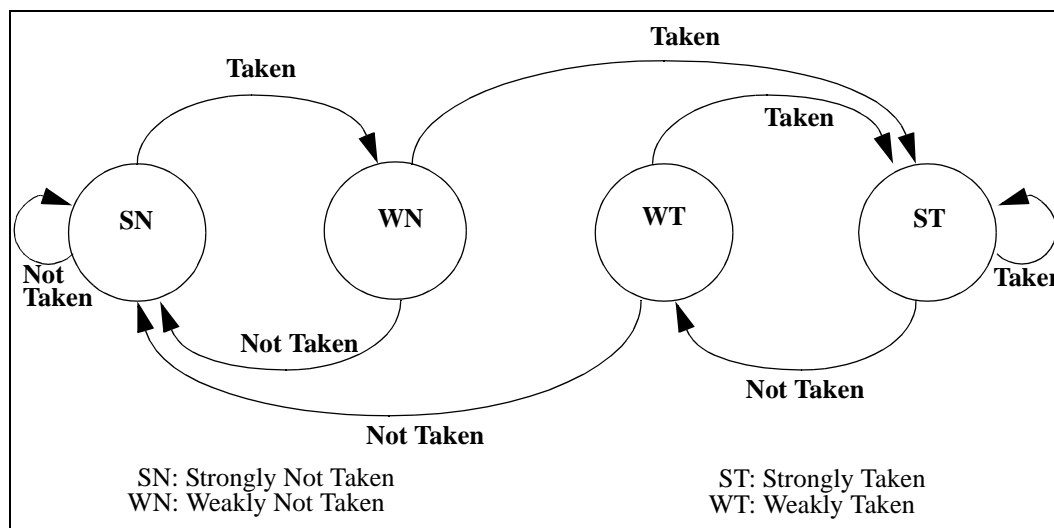 Taken
Taken
Taken
SN
WN
WT
ST
Not
Taken
Taken
Not Taken
Not Taken
Not Taken
SN: Strongly Not Taken
WN: Weakly Not Taken
ST: Strongly Taken
WT: Weakly Taken